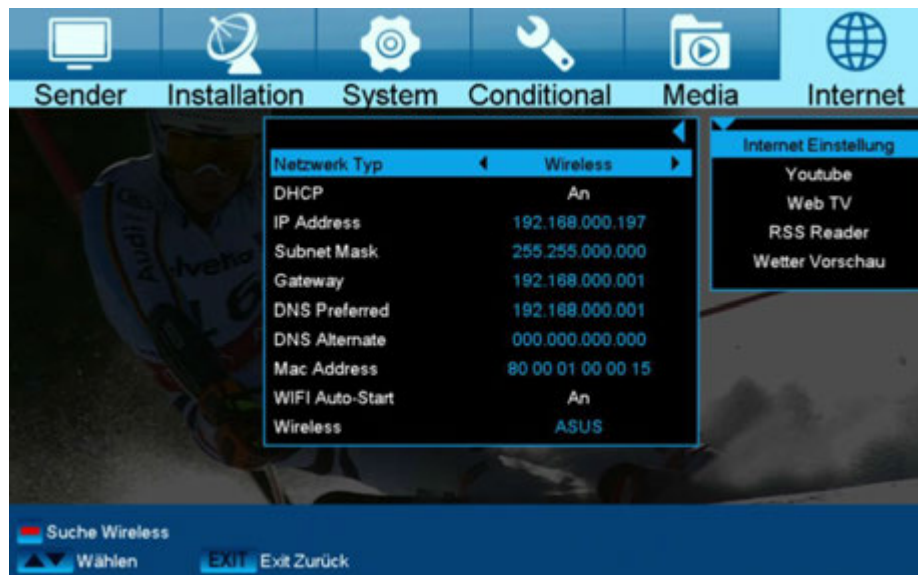 Sender Installation System Conditional Media Internet
Netzwerk Typ Wireless
DHCP An
IP Address 192.168.000.197
Subnet Mask 255.255.000.000
Gateway 192.168.000.001
DNS Preferred 192.168.000.001
DNS Alternate 000.000.000.000
Mac Address 80 00 01 00 00 15
WIFI Auto-Start An
Wireless ASUS
Internet Einstellung
Youtube
Web TV
RSS Reader
Wetter Vorschau
Audi
Helvetia
Suche Wireless
Wählen EXIT Exit Zurück